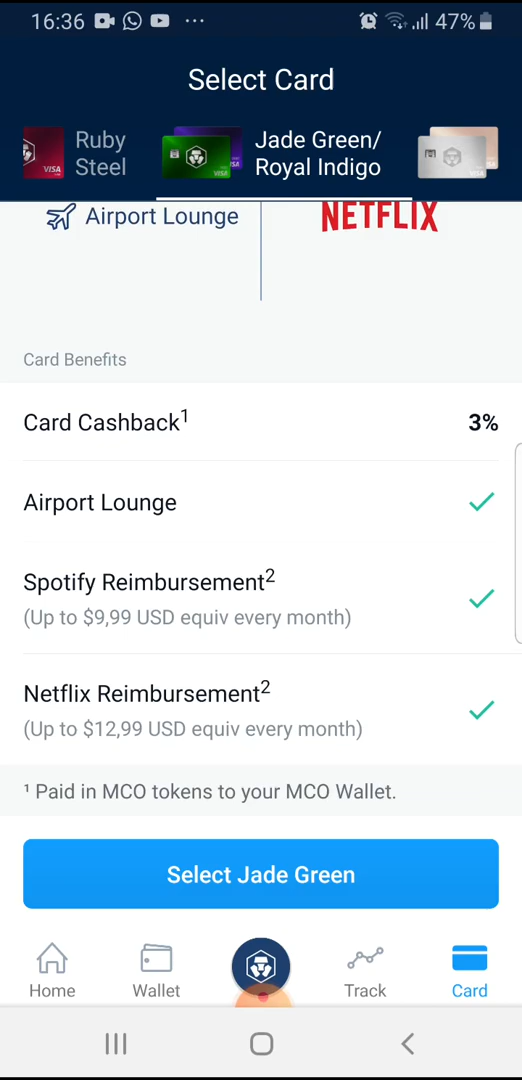 16:36 ... 47%
Select Card
Ruby Steel
VISA
Jade Green/
Royal Indigo
VISA
Airport Lounge
NETFLIX
Card Benefits
Card Cashback¹ 3%
Airport Lounge
Spotify Reimbursement²
(Up to $9,99 USD equiv every month)
Netflix Reimbursement²
(Up to $12,99 USD equiv every month)
¹ Paid in MCO tokens to your MCO Wallet.
Select Jade Green
Home
Wallet
Track
Card